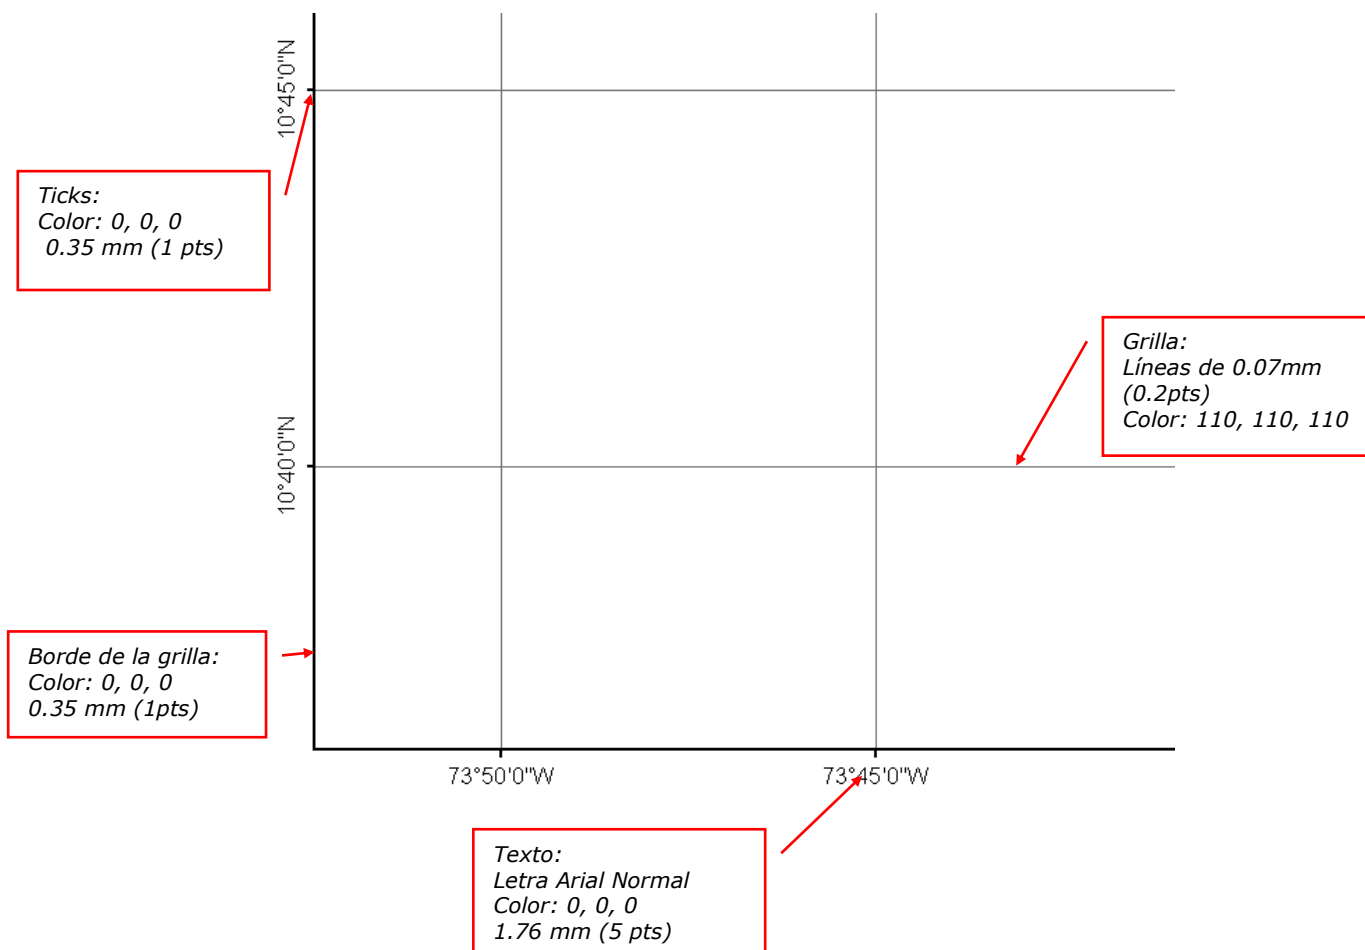 10°45'0"N
Ticks:
Color: 0, 0, 0
0.35 mm (1 pts)
Grilla:
Líneas de 0.07mm
(0.2pts)
Color: 110, 110, 110
10°40'0"N
Borde de la grilla:
Color: 0, 0, 0
0.35 mm (1pts)
73°50'0"W
73°45'0"W
Texto:
Letra Arial Normal
Color: 0, 0, 0
1.76 mm (5 pts)